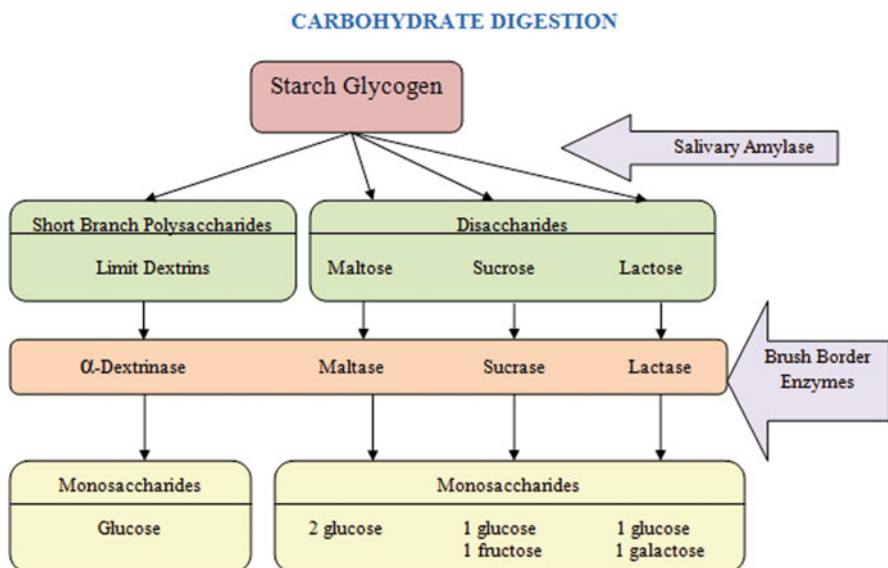 CARBOHYDRATE DIGESTION
Starch Glycogen
Salivary Amylase
Short Branch Polysaccharides
Limit Dextrins
Disaccharides
Maltose Sucrose Lactose
α-Dextrinase Maltase Sucrase Lactase
Brush Border
Enzymes
Monosaccharides
Glucose
Monosaccharides
2 glucose 1 glucose 1 glucose
1 fructose 1 galactose